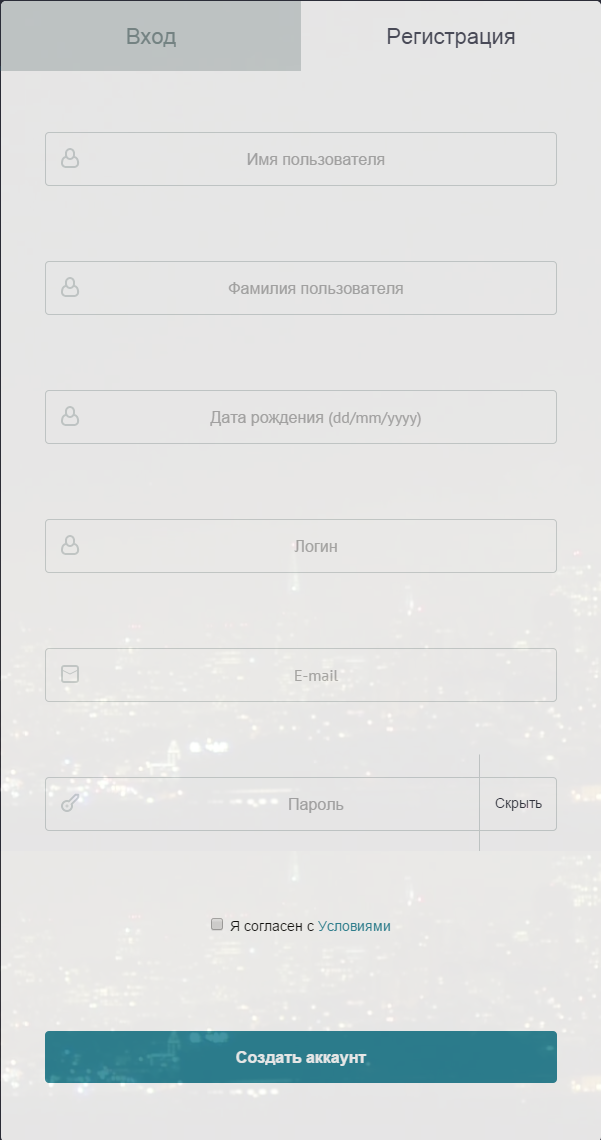 Вход
Регистрация
Имя пользователя
Фамилия пользователя
Дата рождения (dd/mm/yyyy)
Логин
E-mail
Пароль
Скрыть
Я согласен с Условиями
Создать аккаунт